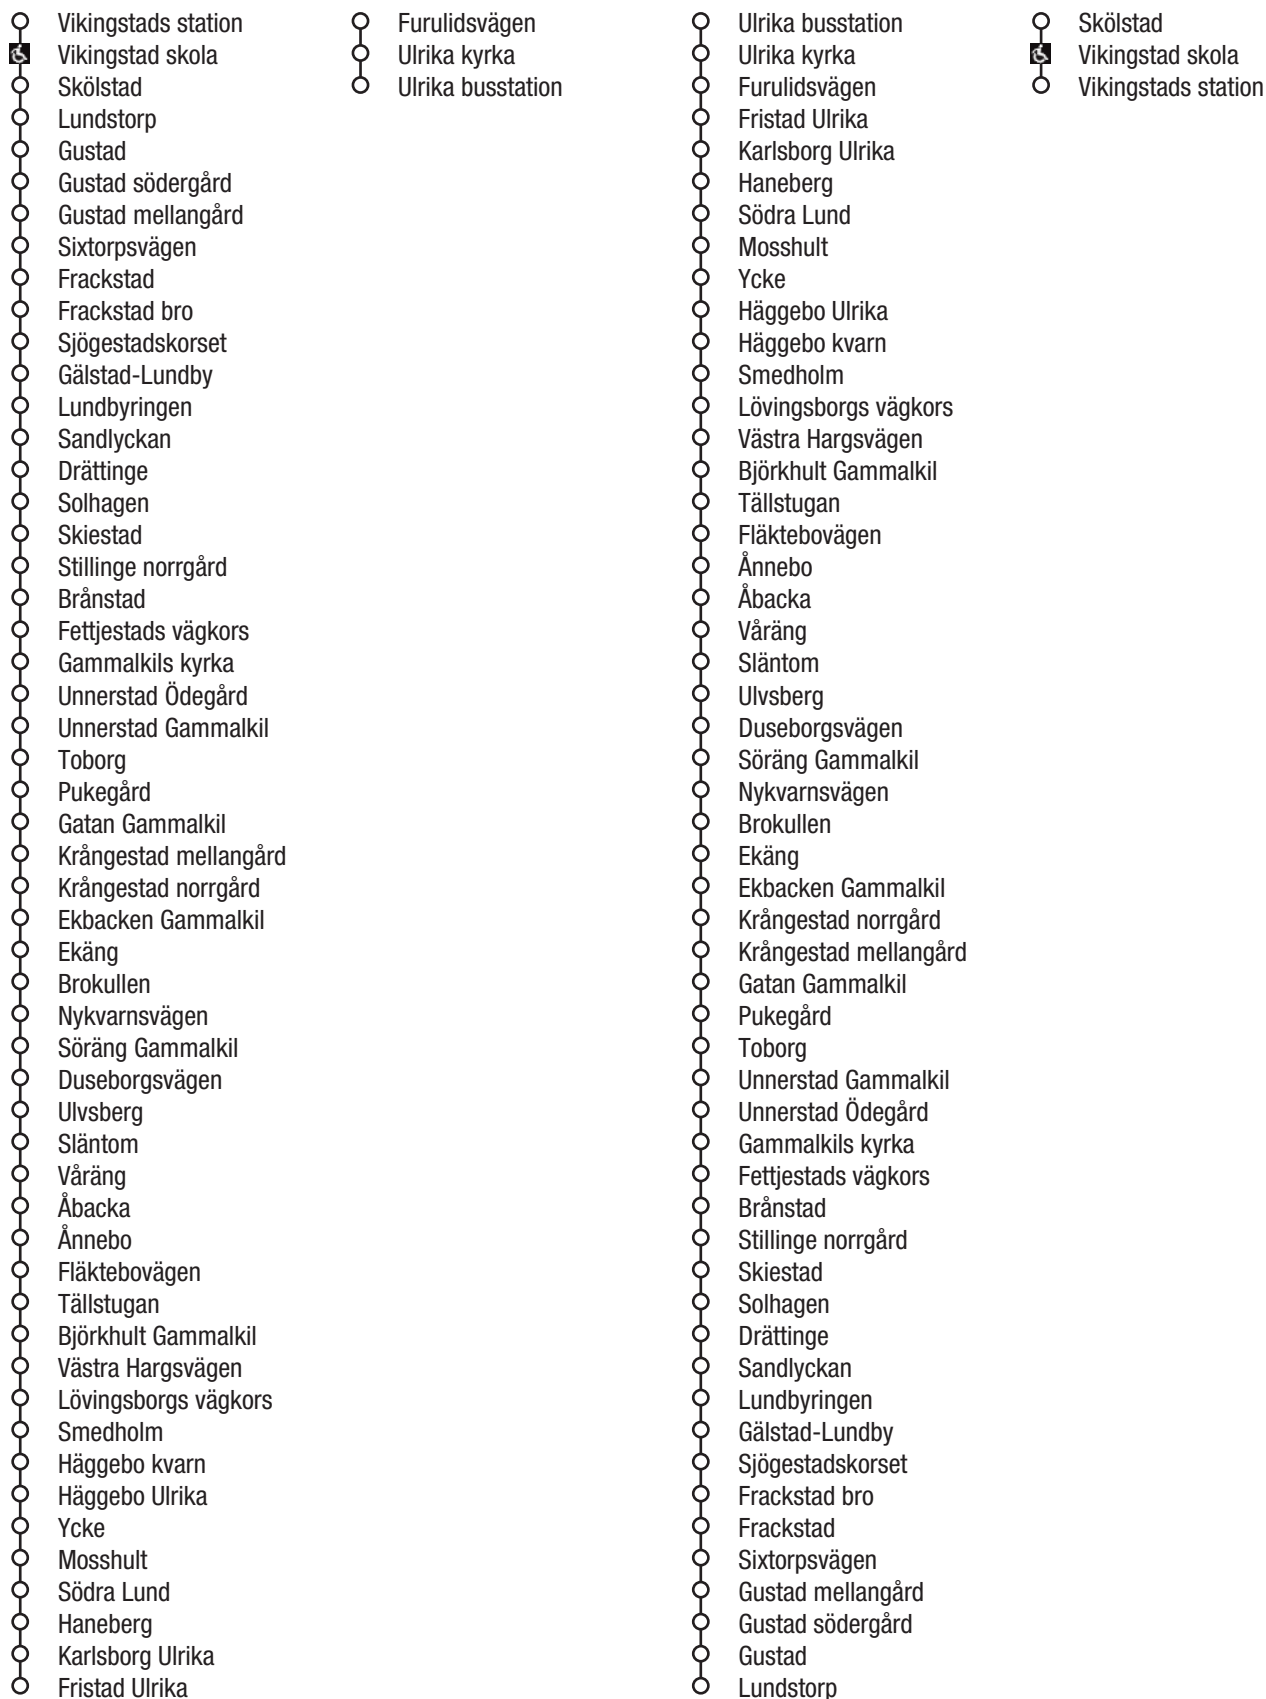 Vikingstads station
Vikingstad skola
Skölstad
Lundstorp
Gustad
Gustad södergård
Gustad mellangård
Sixtorpsvägen
Frackstad
Frackstad bro
Sjögestadskorset
Gälstad-Lundby
Lundbyringen
Sandlyckan
Drättinge
Solhagen
Skiestad
Stillinge norrgård
Brånstad
Fettjestads vägkors
Gammalkils kyrka
Unnerstad Ödegård
Unnerstad Gammalkil
Toborg
Pukegård
Gatan Gammalkil
Krångestad mellangård
Krångestad norrgård
Ekbacken Gammalkil
Ekäng
Brokullen
Nykvarnsvägen
Söräng Gammalkil
Duseborgsvägen
Ulvsberg
Släntom
Våräng
Åbacka
Ånnebo
Fläktebovägen
Tällstugan
Björkhult Gammalkil
Västra Hargsvägen
Lövingsborgs vägkors
Smedholm
Häggebo kvarn
Häggebo Ulrika
Ycke
Mosshult
Södra Lund
Haneberg
Karlsborg Ulrika
Fristad Ulrika
Furulidsvägen
Ulrika kyrka
Ulrika busstation
Ulrika busstation
Ulrika kyrka
Furulidsvägen
Fristad Ulrika
Karlsborg Ulrika
Haneberg
Södra Lund
Mosshult
Ycke
Häggebo Ulrika
Häggebo kvarn
Smedholm
Lövingsborgs vägkors
Västra Hargsvägen
Björkhult Gammalkil
Tällstugan
Fläktebovägen
Ånnebo
Åbacka
Våräng
Släntom
Ulvsberg
Duseborgsvägen
Söräng Gammalkil
Nykvarnsvägen
Brokullen
Ekäng
Ekbacken Gammalkil
Krångestad norrgård
Krångestad mellangård
Gatan Gammalkil
Pukegård
Toborg
Unnerstad Gammalkil
Unnerstad Ödegård
Gammalkils kyrka
Fettjestads vägkors
Brånstad
Stillinge norrgård
Skiestad
Solhagen
Drättinge
Sandlyckan
Lundbyringen
Gälstad-Lundby
Sjögestadskorset
Frackstad bro
Frackstad
Sixtorpsvägen
Gustad mellangård
Gustad södergård
Gustad
Lundstorp
Skölstad
Vikingstad skola
Vikingstads station